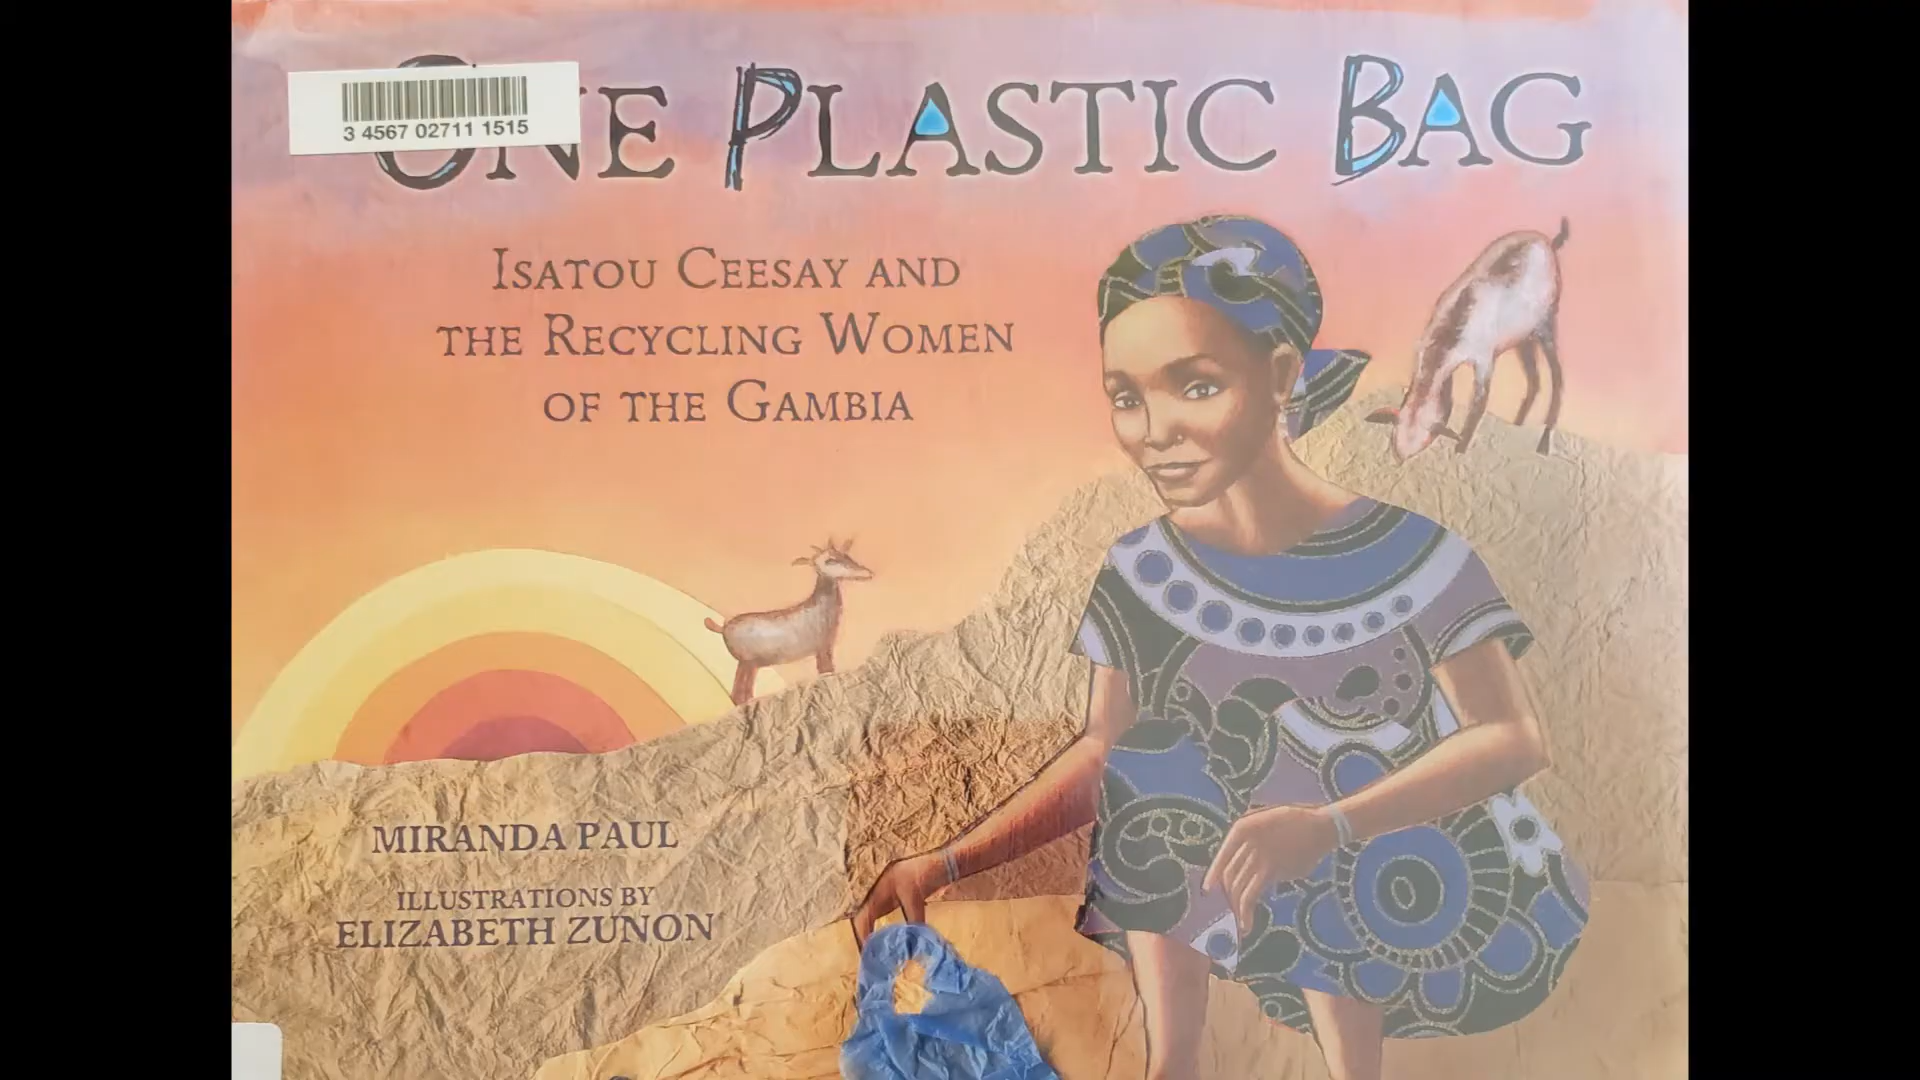 ONE PLASTIC BAG
3 4567 02711 1515
ISATOU CEESAY AND
THE RECYCLING WOMEN
OF THE GAMBIA
MIRANDA PAUL
ILLUSTRATIONS BY
ELIZABETH ZUNON